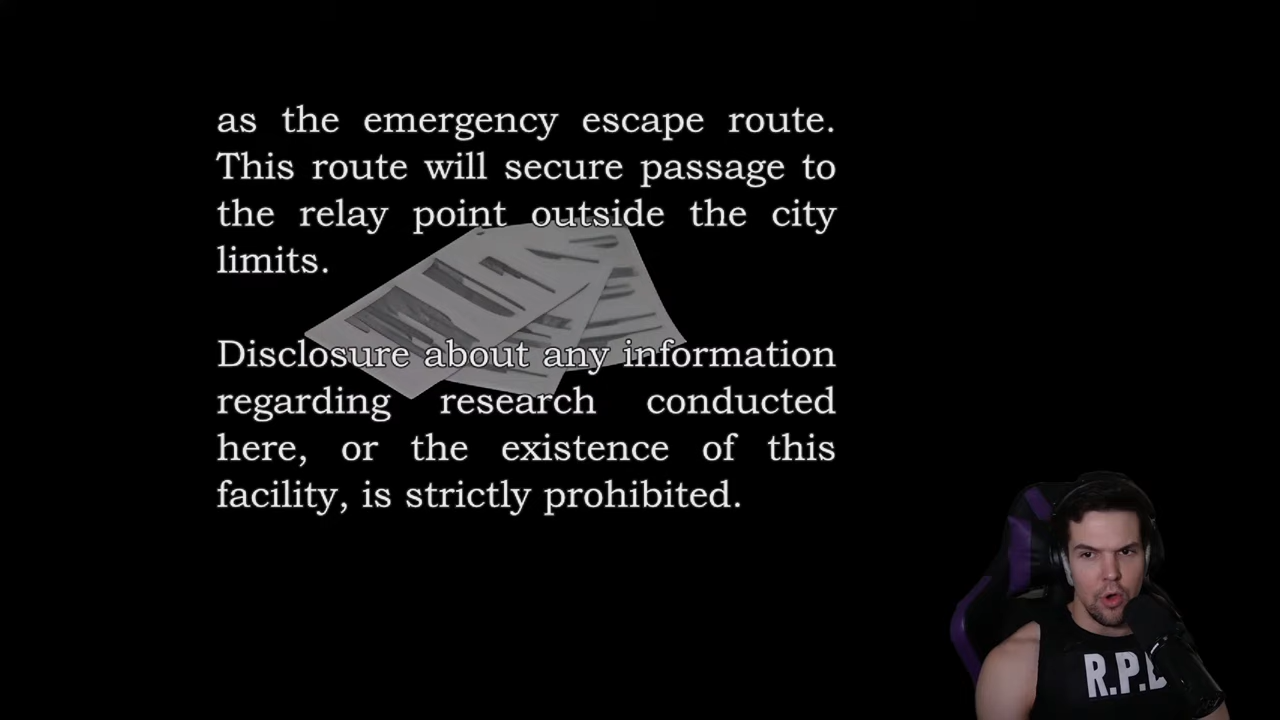 as the emergency escape route.
This route will secure passage to
the relay point outside the city
limits.
Disclosure about any information
regarding research conducted
here, or the existence of this
facility, is strictly prohibited.
R.P.